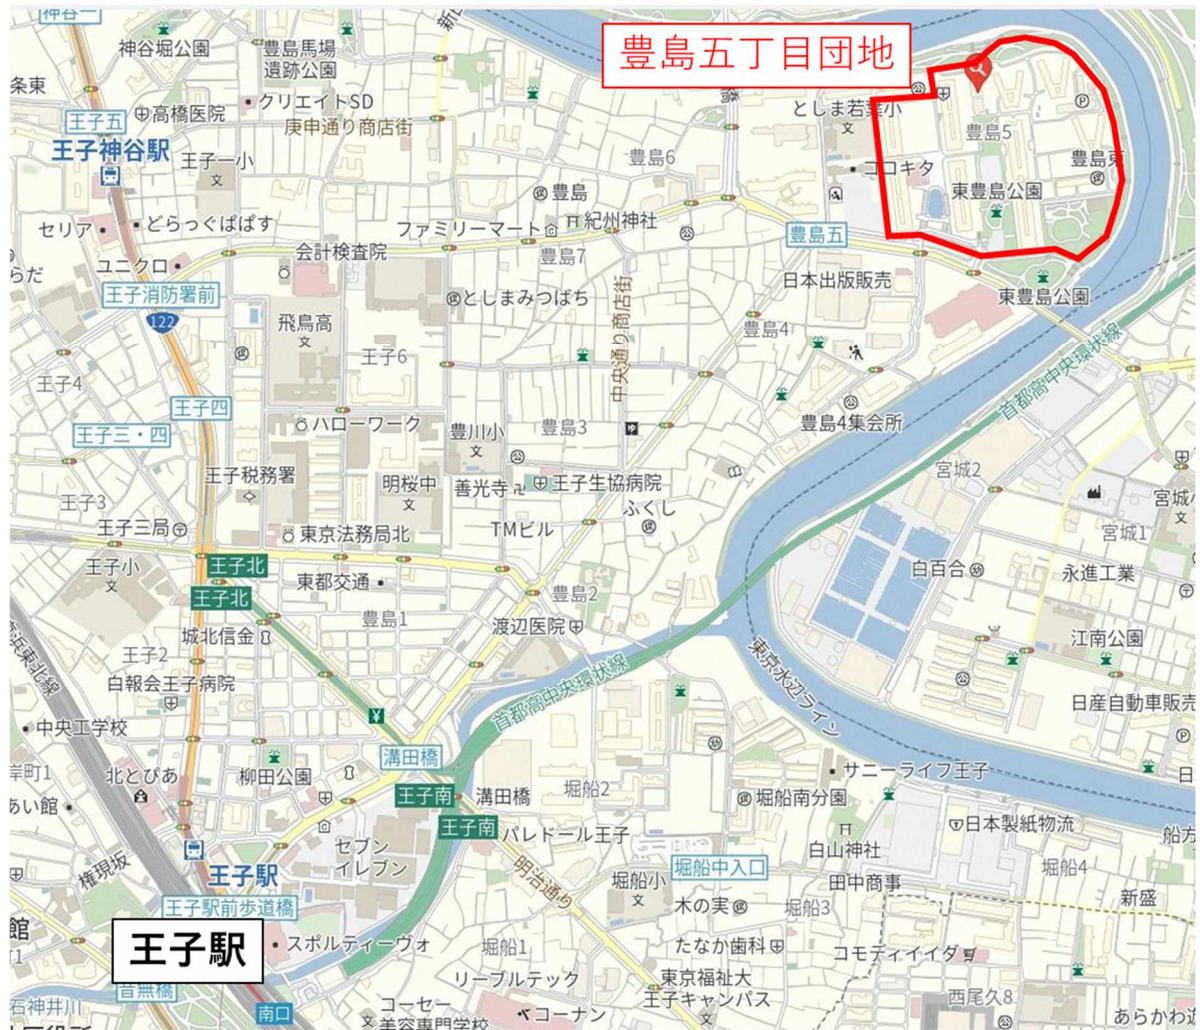 神谷一
神谷堀公園
豊島馬場
遺跡公園
条東
高橋医院
クリエイトSD
庚申通り商店街
王子五
王子神谷駅
王子一小
豊島五丁目団地
としま若葉小
豊島5
豊島6
ココキタ
豊島東
東豊島公園
豊島
紀州神社
セリア
どらっぐぱぱす
ファミリーマート
豊島五
会計検査院
豊島7
らだ
ユニクロ
日本出版販売
王子消防署前
としまみつばち
東豊島公園
122
飛鳥高
中央通り商店街
豊島4
王子6
王子4
首都高中央環状線
王子四
王子三・四
ハローワーク
豊川小
豊島3
豊島4集会所
王子税務署
明桜中
善光寺
王子生協病院
宮城2
王子3
ふくし
宮城
王子三局
東京法務局北
TMビル
宮城1
王子小
王子北
東都交通
白百合
永進工業
王子北
豊島2
豊島1
渡辺医院
城北信金
江南公園
王子2
東京水辺ライン
首都高中央環状線
白報会王子病院
日産自動車販売
中央工学校
溝田橋
岸町1
北とぴあ
柳田公園
サニーライフ王子
あい館
王子南
溝田橋
堀船2
堀船南分園
王子南
パレドール王子
日本製紙物流
船方
セブン
イレブン
白山神社
権現坂
明治通り
堀船中入口
堀船4
王子駅
堀船小
田中商事
新盛
王子駅前歩道橋
木の実
堀船3
館
王子駅
スポルティーヴォ
堀船1
たなか歯科
コモディイイダ
リーブルテック
東京福祉大
王子キャンパス
音無橋
石神井川
南口
コーセー
美容専門学校
コーナン
西尾久8
あらかわ遊